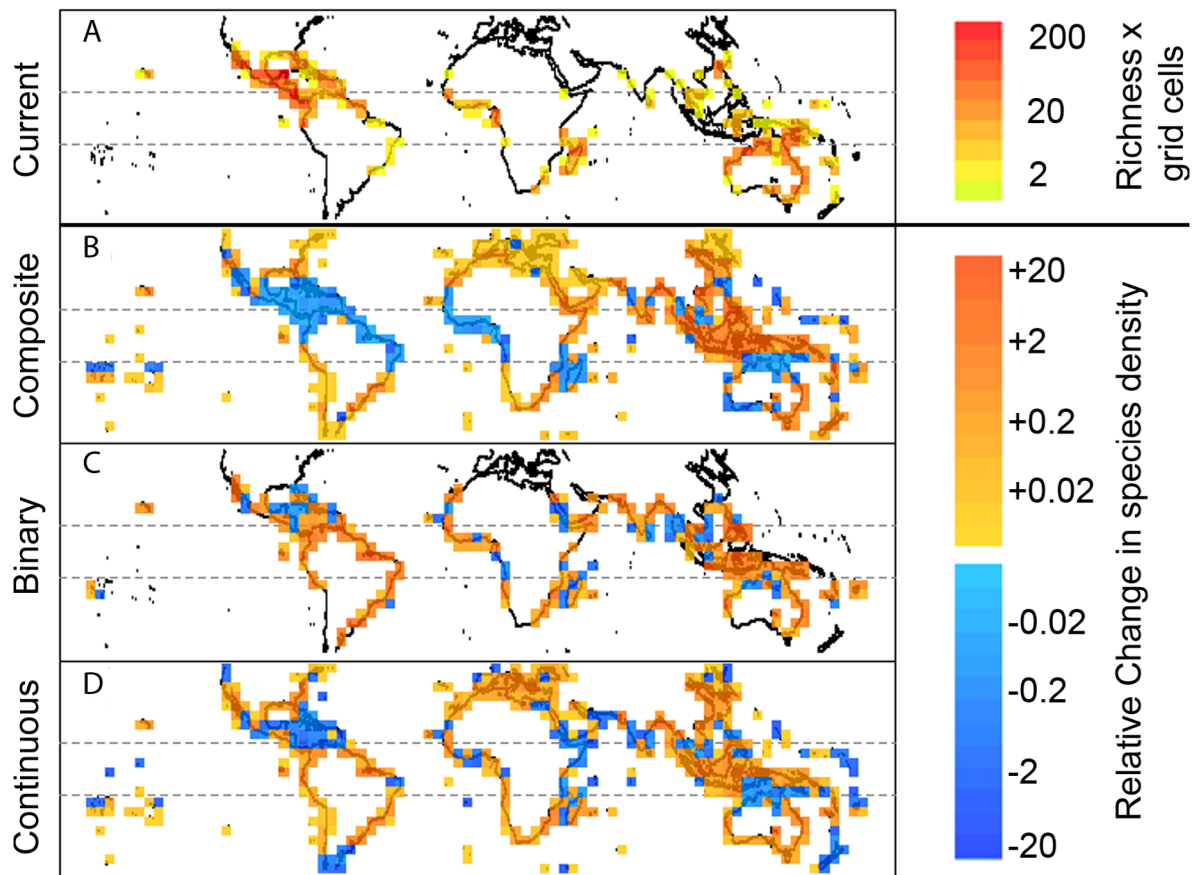 A
Current
200
20
2
Richness x
grid cells
B
Composite
C
Binary
D
Continuous
+20
+2
+0.2
+0.02
-0.02
-0.2
-2
-20
Relative Change in species density